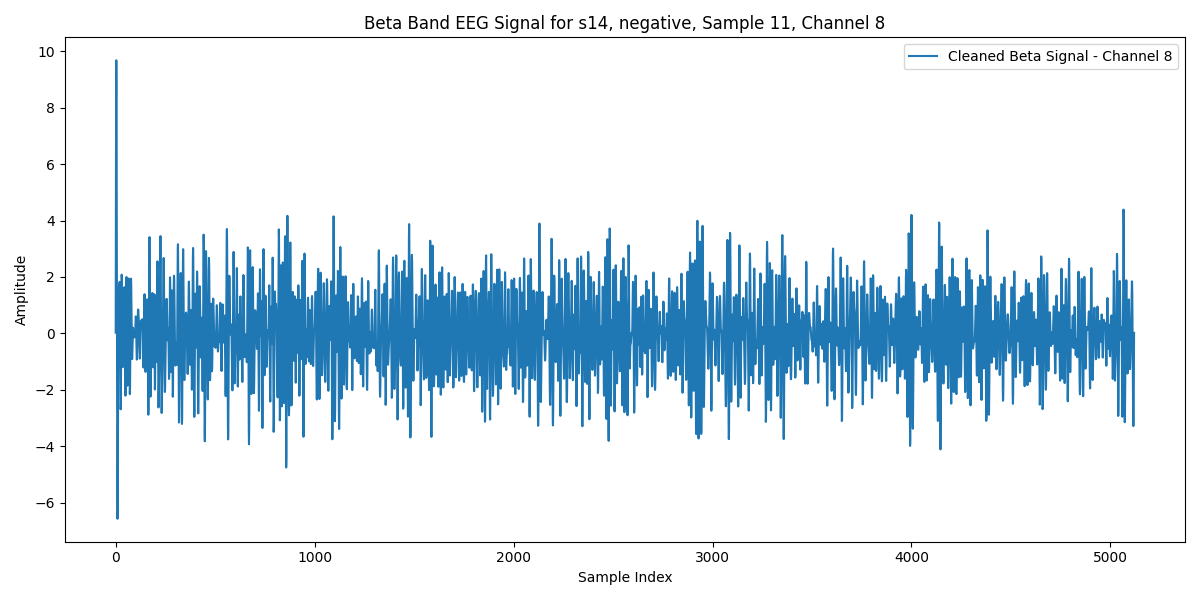 Beta Band EEG Signal for s14, negative, Sample 11, Channel 8
Cleaned Beta Signal - Channel 8
Amplitude
10
8
6
4
2
0
−2
−4
−6
0 1000 2000 3000 4000 5000
Sample Index